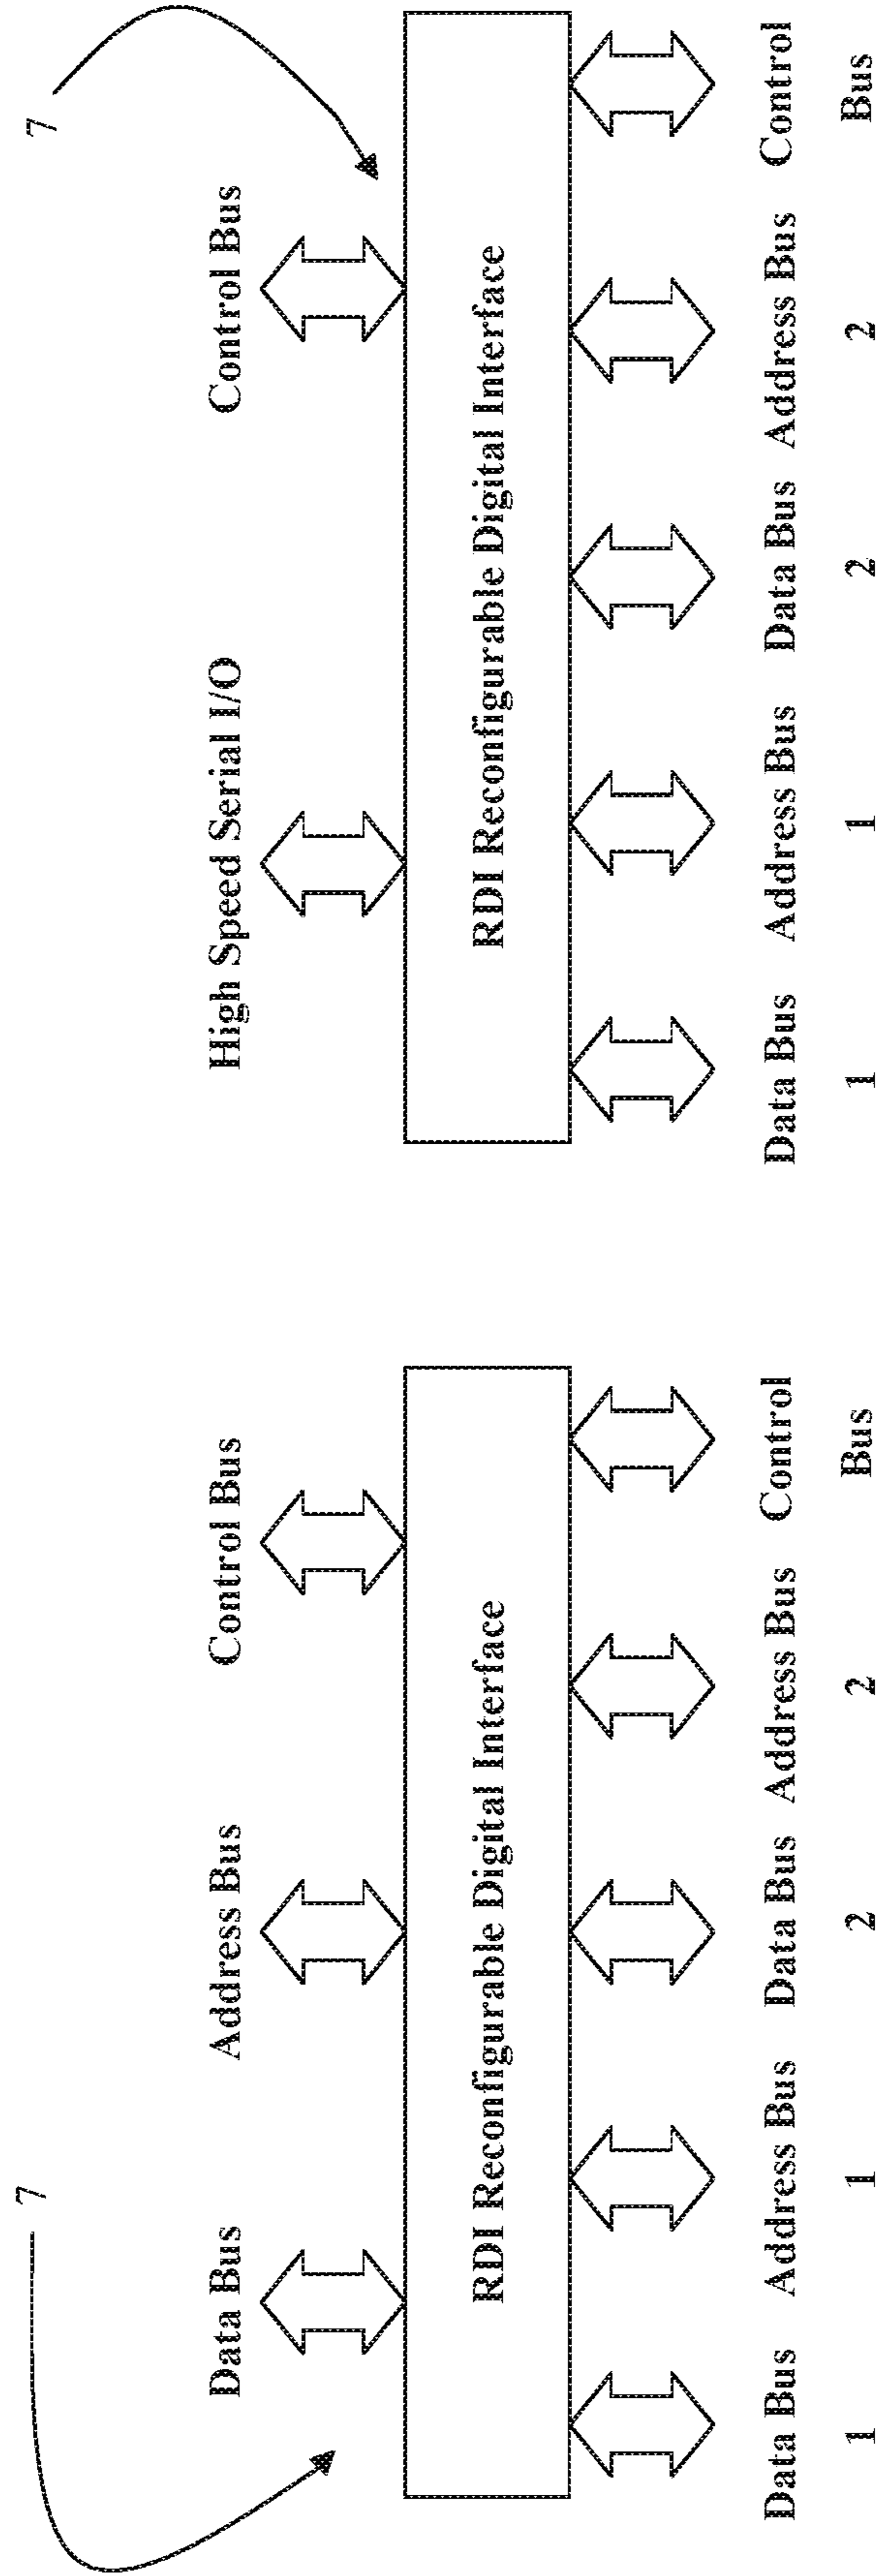 7
Data Bus
Address Bus
Control Bus
RDI Reconfigurable Digital Interface
Data Bus
1
Address Bus
1
Data Bus
2
Address Bus
2
Control
Bus
7
High Speed Serial I/O
Control Bus
RDI Reconfigurable Digital Interface
Data Bus
1
Address Bus
1
Data Bus
2
Address Bus
2
Control
Bus